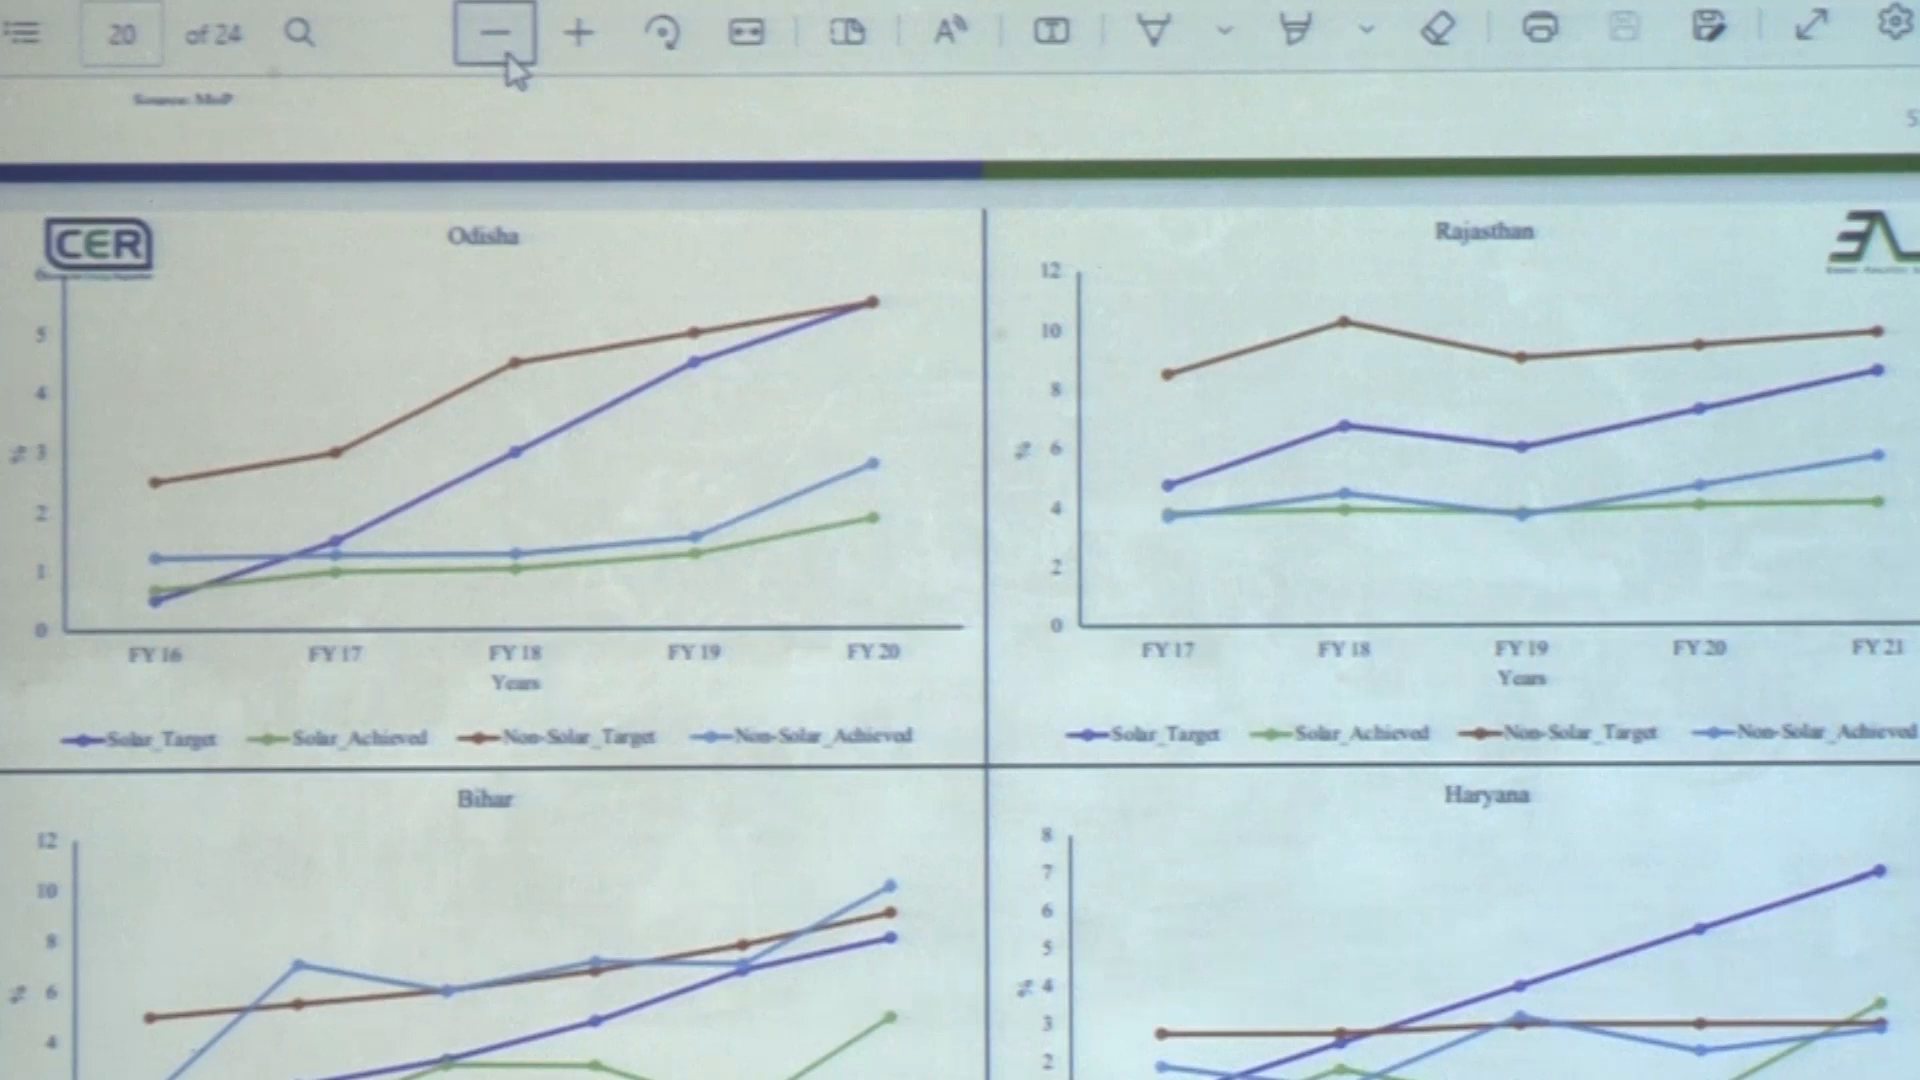 20 of 24
Source: MoP
CER
Odisha
6
5
4
3
2
1
0
%
FY 16 FY 17 FY 18 FY 19 FY 20
Years
Solar_Target Solar_Achieved Non-Solar_Target Non-Solar_Achieved
Rajasthan
12
10
8
6
4
2
0
%
FY 17 FY 18 FY 19 FY 20 FY 21
Years
Solar_Target Solar_Achieved Non-Solar_Target Non-Solar_Achieved
Bihar
12
10
8
6
4
%
Haryana
8
7
6
5
4
3
2
%